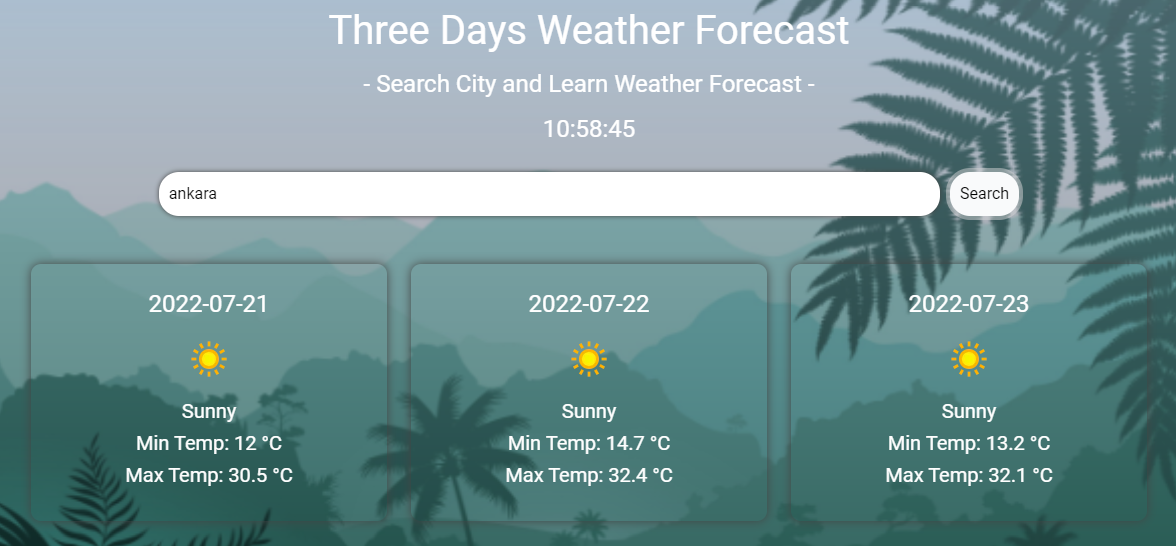 Three Days Weather Forecast
- Search City and Learn Weather Forecast -
10:58:45
ankara
Search
2022-07-21
Sunny
Min Temp: 12 °C
Max Temp: 30.5 °C
2022-07-22
Sunny
Min Temp: 14.7 °C
Max Temp: 32.4 °C
2022-07-23
Sunny
Min Temp: 13.2 °C
Max Temp: 32.1 °C